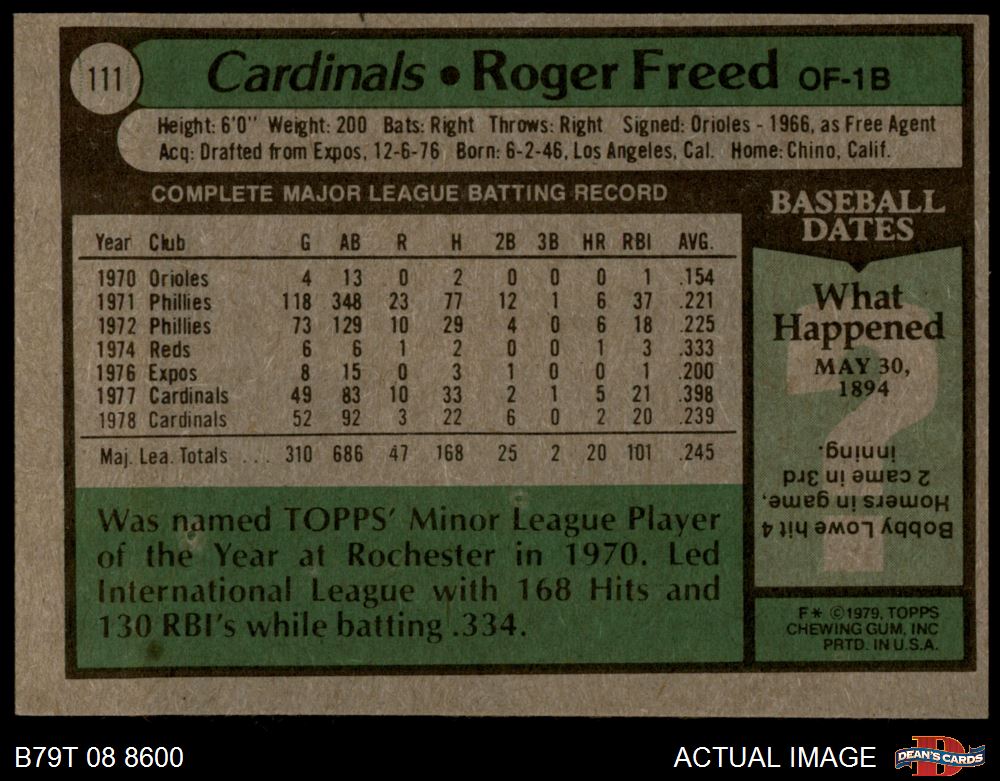 111
Cardinals • Roger Freed OF-1B
Height: 6'0" Weight: 200 Bats: Right Throws: Right Signed: Orioles - 1966, as Free Agent
Acq: Drafted from Expos, 12-6-76 Born: 6-2-46, Los Angeles, Cal. Home: Chino, Calif.
COMPLETE MAJOR LEAGUE BATTING RECORD
Year Club G AB R H 2B 3B HR RBI AVG.
1970 Orioles 4 13 0 2 0 0 0 1 .154
1971 Phillies 118 348 23 77 12 1 6 37 .221
1972 Phillies 73 129 10 29 4 0 6 18 .225
1974 Reds 6 6 1 2 0 0 1 3 .333
1976 Expos 8 15 0 3 1 0 0 1 .200
1977 Cardinals 49 83 10 33 2 1 5 21 .398
1978 Cardinals 52 92 3 22 6 0 2 20 .239
Maj. Lea. Totals ... 310 686 47 168 25 2 20 101 .245
Was named TOPPS' Minor League Player
of the Year at Rochester in 1970. Led
International League with 168 Hits and
130 RBI's while batting .334.
BASEBALL
DATES
What
Happened
MAY 30,
1894
?
Bobby Lowe hit 4
Homers in game,
2 came in 3rd
inning.
F* ©1979, TOPPS
CHEWING GUM, INC
PRTD. IN U.S.A.
B79T 08 8600
ACTUAL IMAGE
D
DEAN'S CARDS